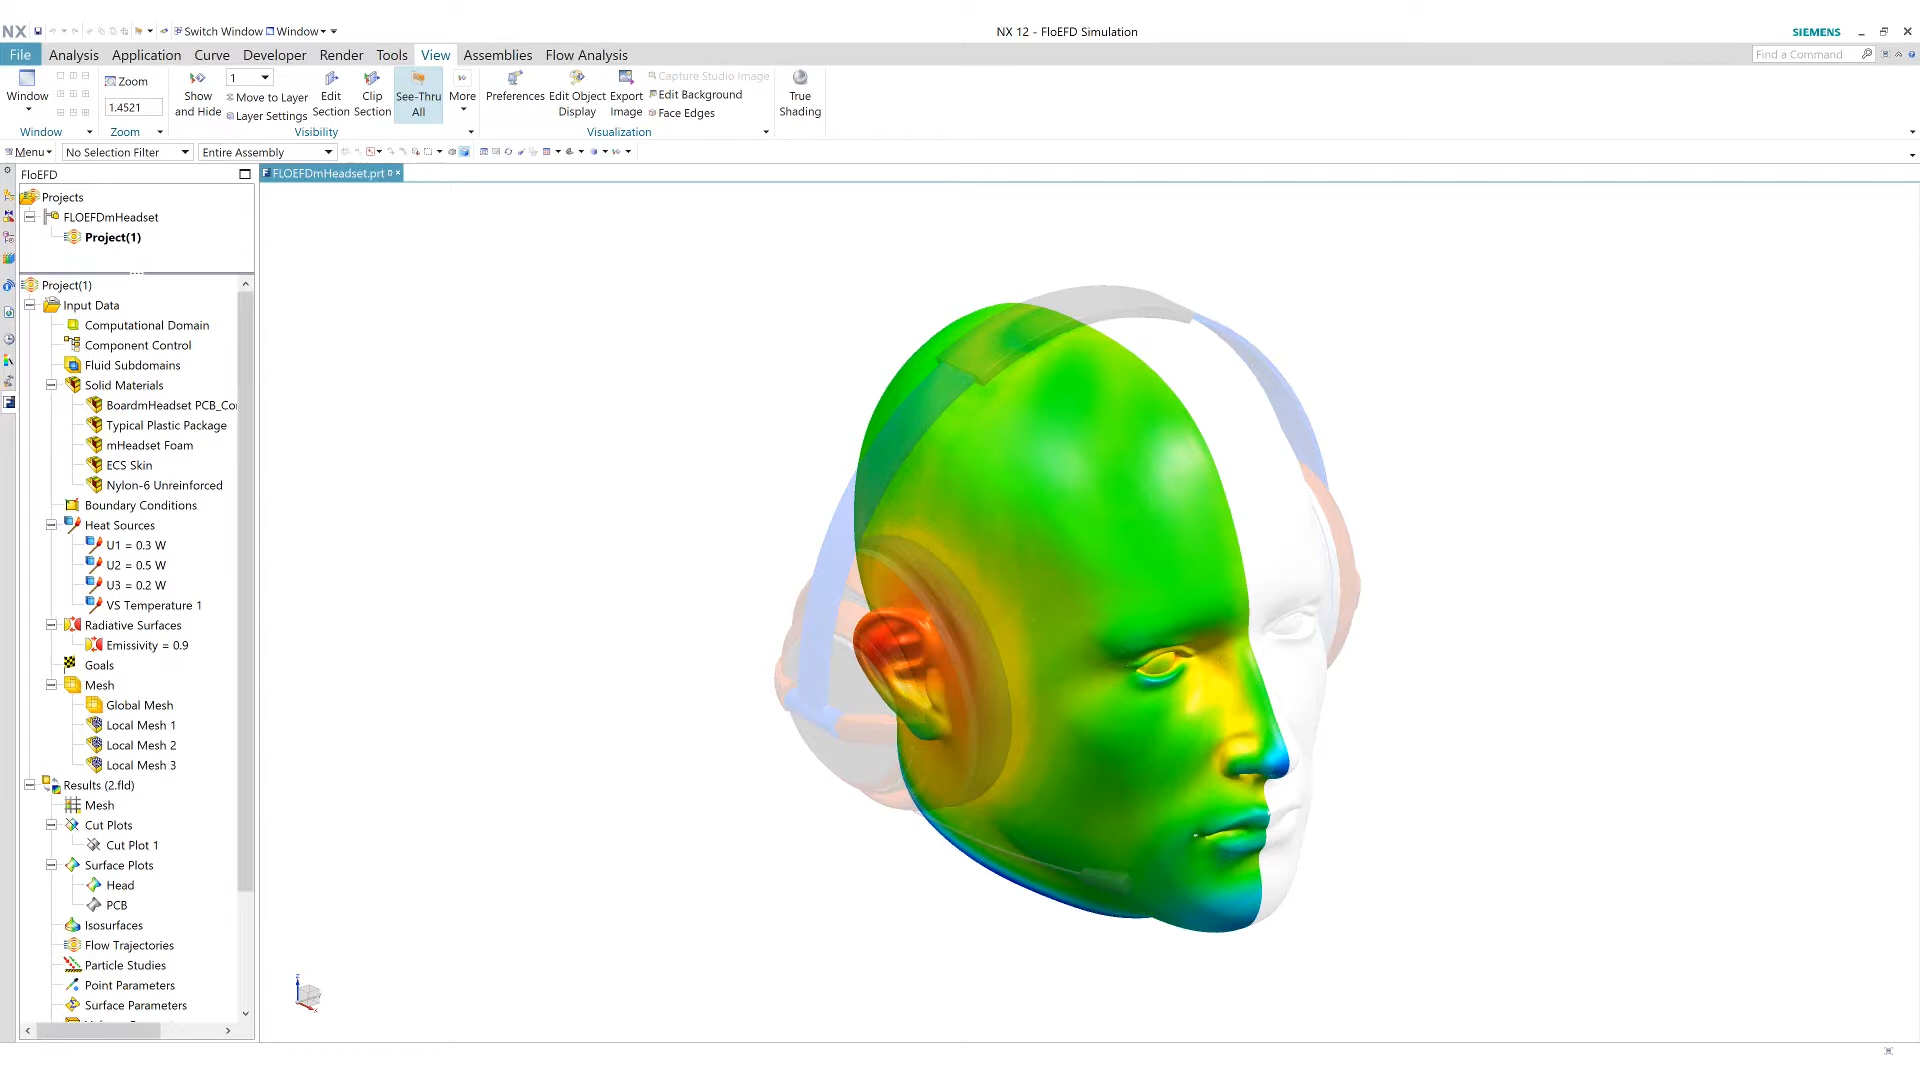 NX
Switch Window Window
NX 12 - FloEFD Simulation
SIEMENS
File Analysis Application Curve Developer Render Tools View Assemblies Flow Analysis
Find a Command
Window
Zoom
1.4521
Show and Hide
1
Move to Layer
Layer Settings
Edit Section
Clip Section
See-Thru All
More
Preferences
Edit Object Display
Export Image
Capture Studio Image
Edit Background
Face Edges
True Shading
Window
Zoom
Visibility
Visualization
Menu
No Selection Filter
Entire Assembly
FloEFD
FLOEFDmHeadset.prt
Projects
FLOEFDmHeadset
Project(1)
Project(1)
Input Data
Computational Domain
Component Control
Fluid Subdomains
Solid Materials
BoardmHeadset PCB_Co
Typical Plastic Package
mHeadset Foam
ECS Skin
Nylon-6 Unreinforced
Boundary Conditions
Heat Sources
U1 = 0.3 W
U2 = 0.5 W
U3 = 0.2 W
VS Temperature 1
Radiative Surfaces
Emissivity = 0.9
Goals
Mesh
Global Mesh
Local Mesh 1
Local Mesh 2
Local Mesh 3
Results (2.fld)
Mesh
Cut Plots
Cut Plot 1
Surface Plots
Head
PCB
Isosurfaces
Flow Trajectories
Particle Studies
Point Parameters
Surface Parameters
Z
X